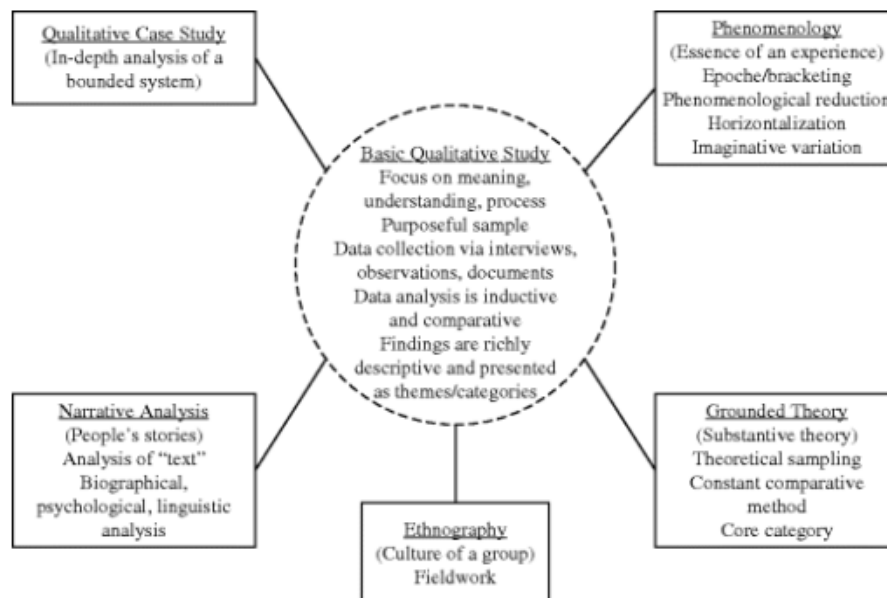 Qualitative Case Study
(In-depth analysis of a
bounded system)
Phenomenology
(Essence of an experience)
Epoche/bracketing
Phenomenological reduction
Horizontalization
Imaginative variation
Basic Qualitative Study
Focus on meaning,
understanding, process
Purposeful sample
Data collection via interviews,
observations, documents
Data analysis is inductive
and comparative
Findings are richly
descriptive and presented
as themes/categories
Narrative Analysis
(People's stories)
Analysis of “text”
Biographical,
psychological, linguistic
analysis
Ethnography
(Culture of a group)
Fieldwork
Grounded Theory
(Substantive theory)
Theoretical sampling
Constant comparative
method
Core category